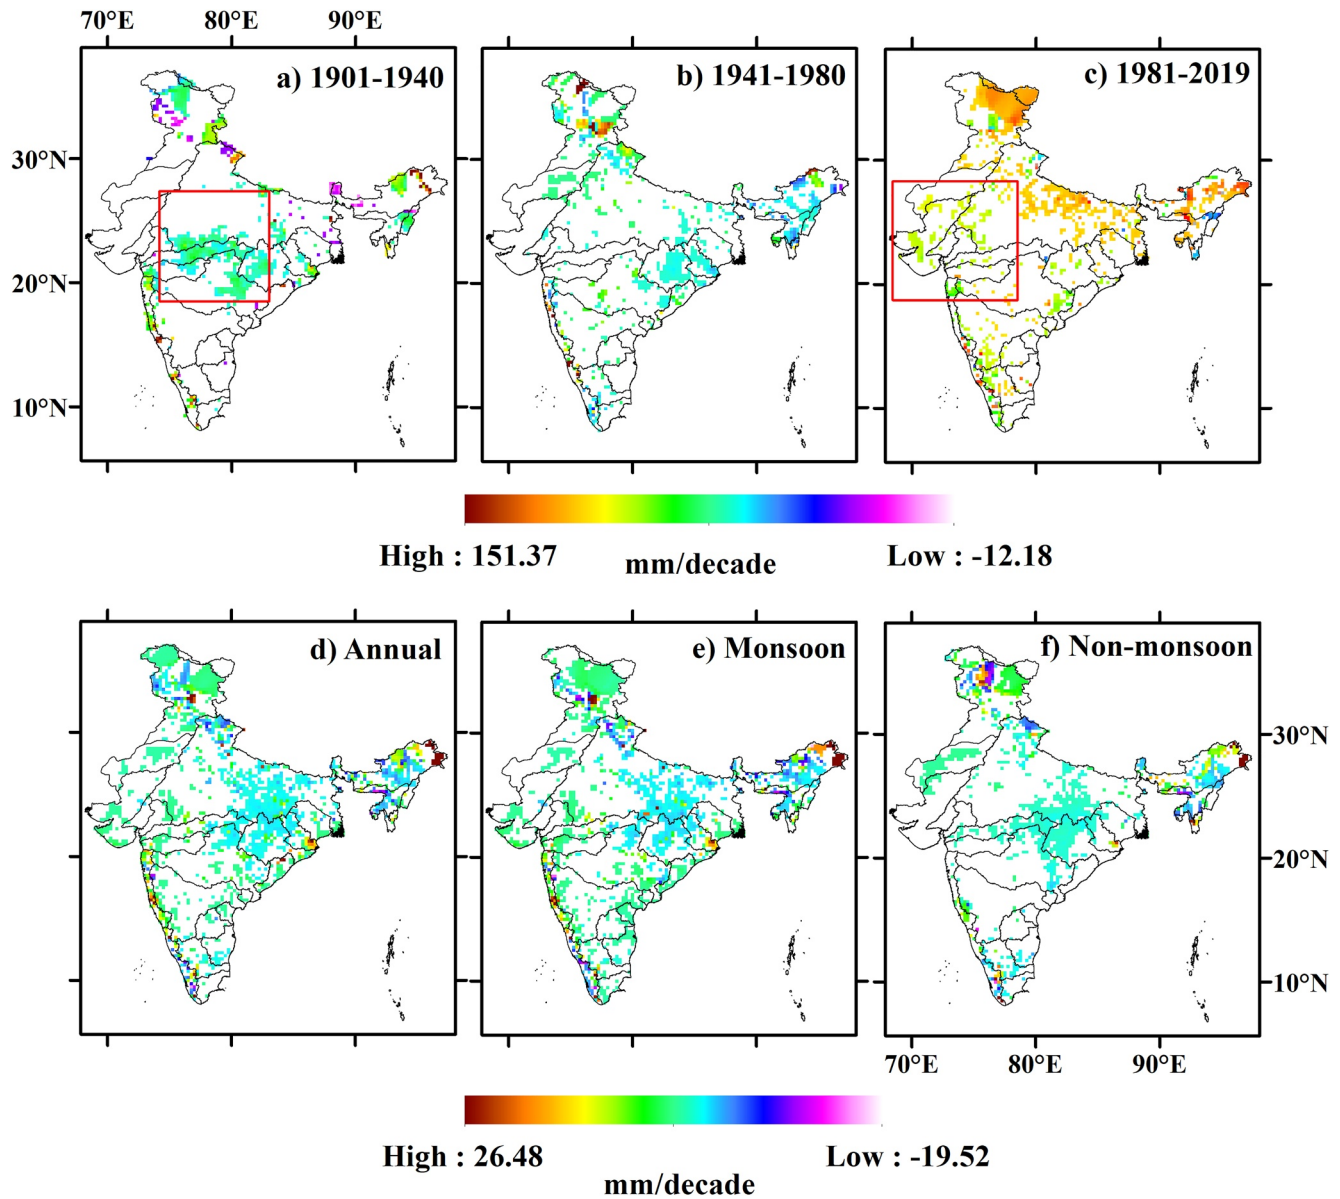 70°E 80°E 90°E
a) 1901-1940
b) 1941-1980
c) 1981-2019
30°N
20°N
10°N
High : 151.37
mm/decade
Low : -12.18
d) Annual
e) Monsoon
f) Non-monsoon
30°N
20°N
10°N
70°E 80°E 90°E
High : 26.48
Low : -19.52
mm/decade